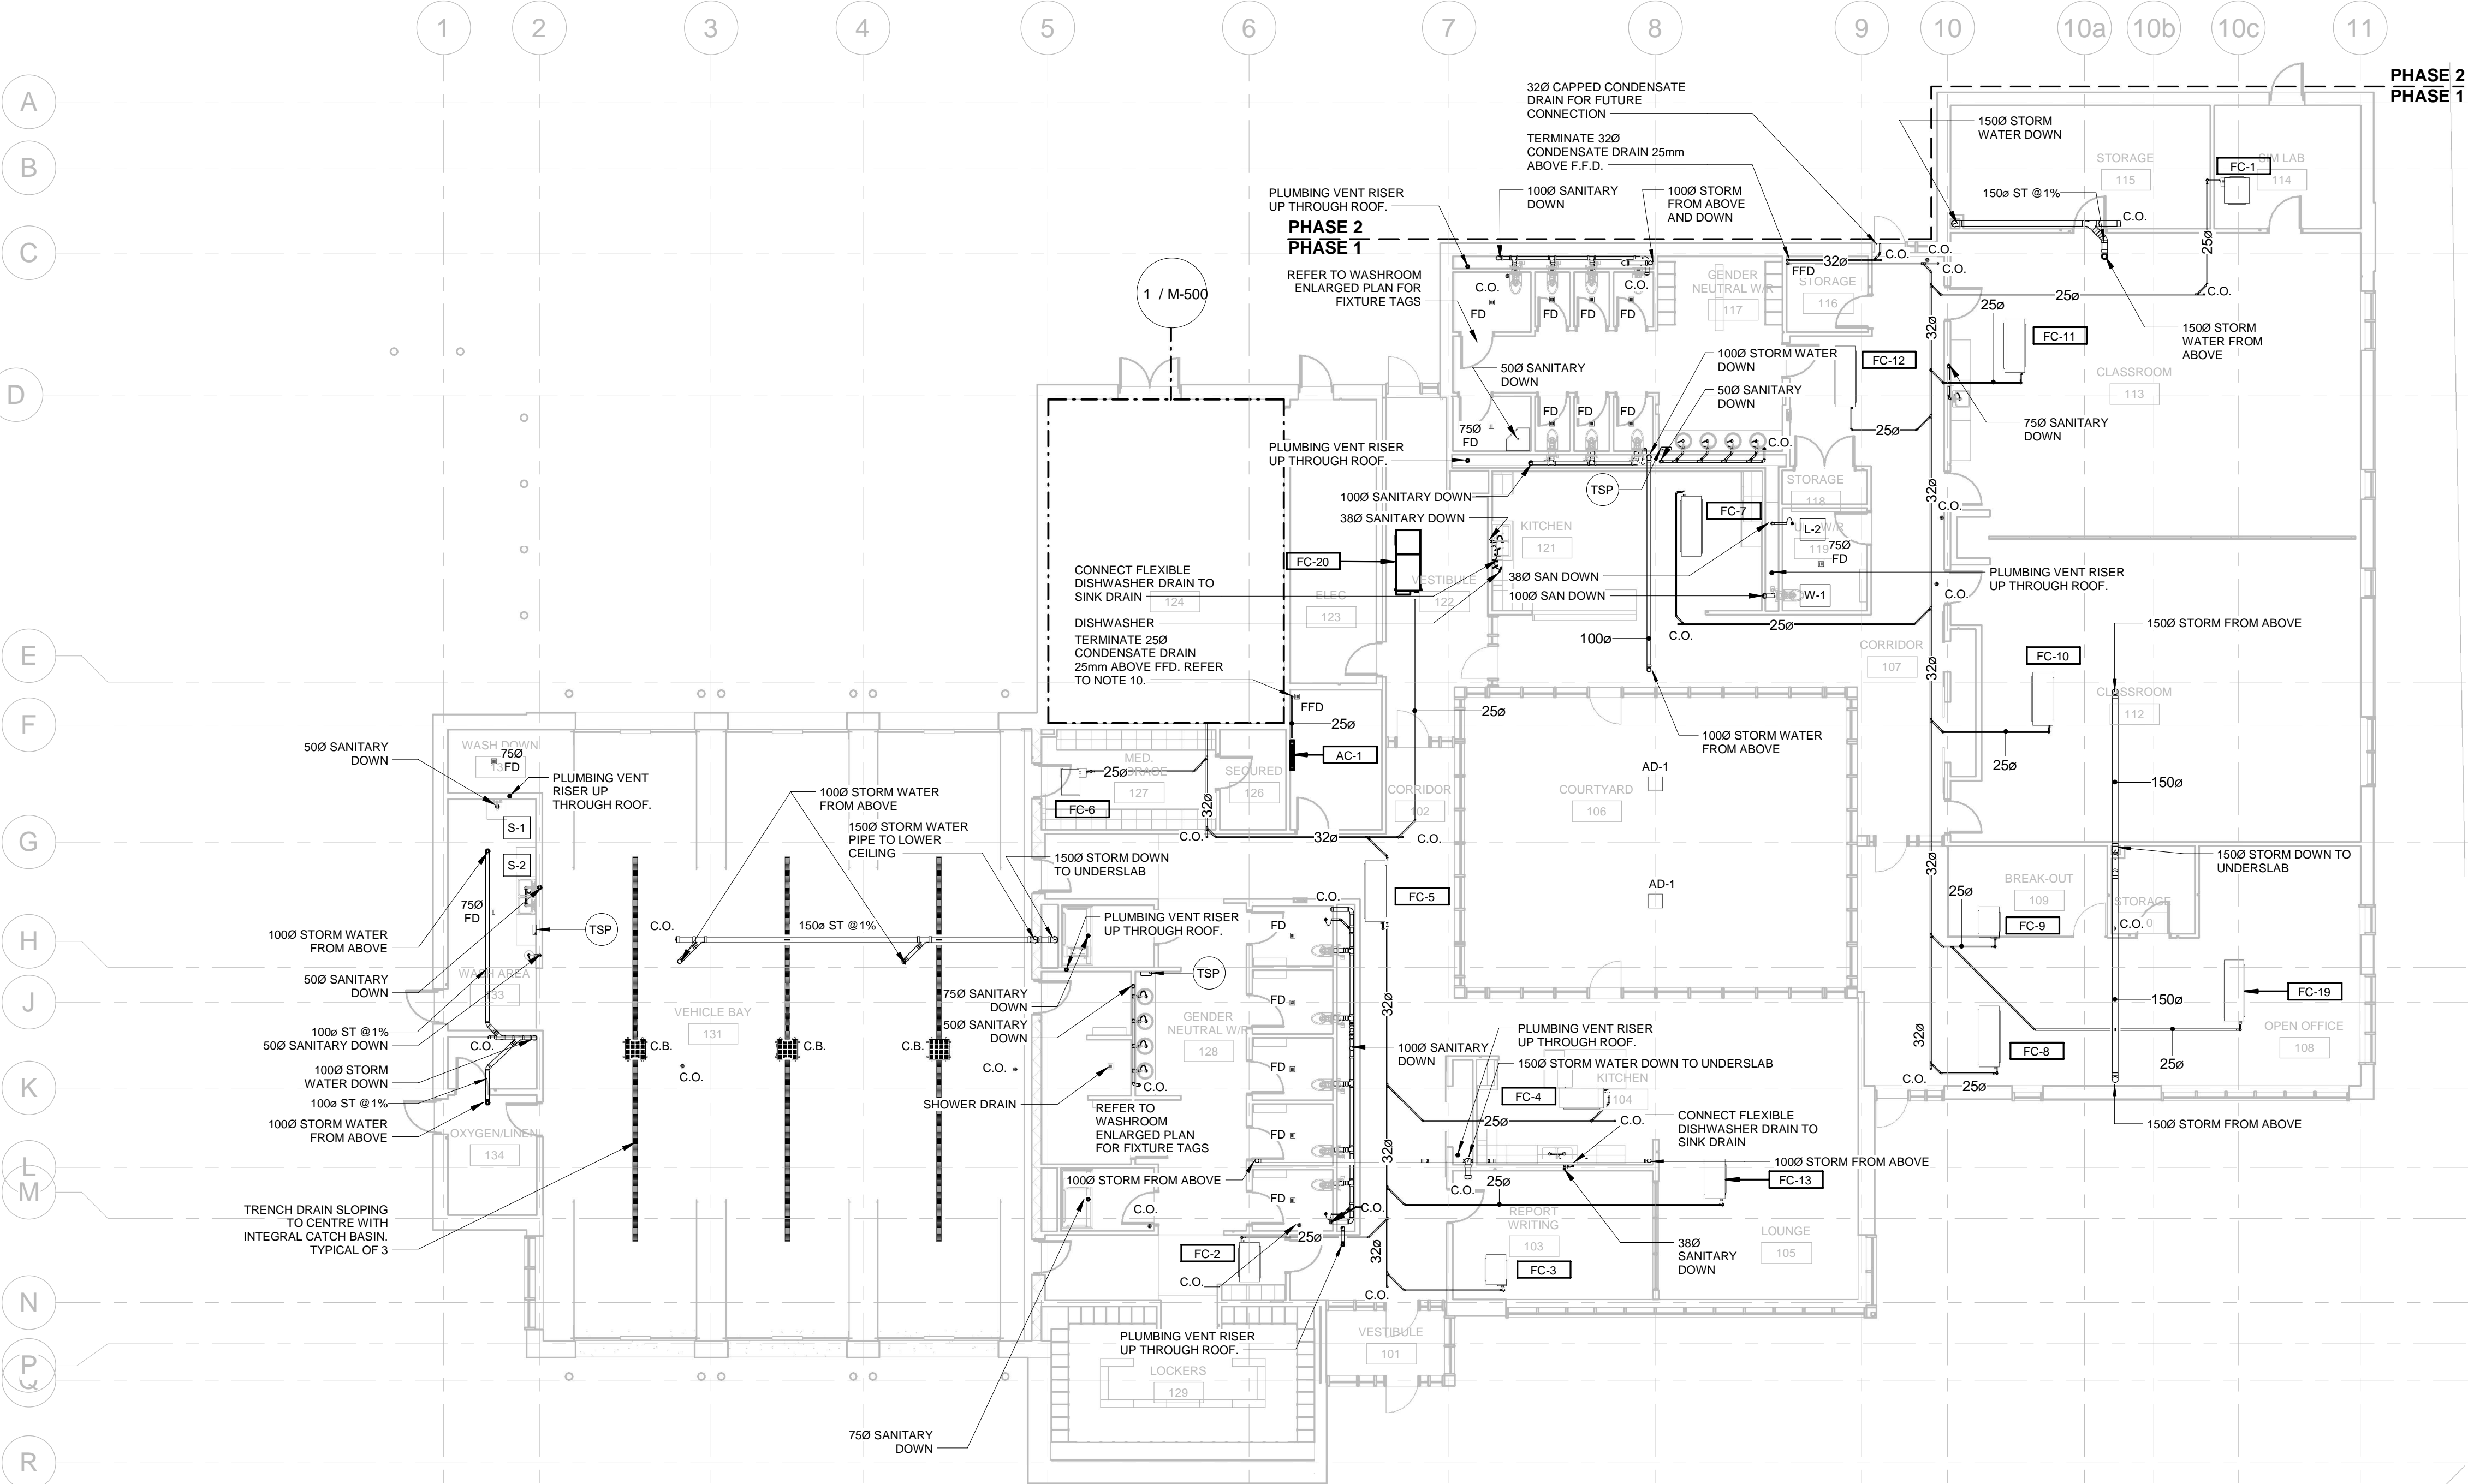 1
2
3
4
5
6
7
8
9
10
10a
10b
10c
11
A
B
C
D
E
F
G
H
J
K
L
M
N
P
R
PHASE 2
PHASE 1
32Ø CAPPED CONDENSATE
DRAIN FOR FUTURE
CONNECTION
TERMINATE 32Ø
CONDENSATE DRAIN 25mm
ABOVE F.F.D.
150Ø STORM
WATER DOWN
STORAGE
115
SIM LAB
114
FC-1
150ø ST @1%
C.O.
25ø
PLUMBING VENT RISER
UP THROUGH ROOF.
100Ø SANITARY
DOWN
100Ø STORM
FROM ABOVE
AND DOWN
PHASE 2
PHASE 1
REFER TO WASHROOM
ENLARGED PLAN FOR
FIXTURE TAGS
1 / M-500
C.O.
FD
FD
FD
FD
C.O.
GENDER
NEUTRAL W/R
117
FFD
32ø
C.O.
C.O.
C.O.
STORAGE
116
25ø
C.O.
25ø
32ø
FC-11
150Ø STORM
WATER FROM
ABOVE
CLASSROOM
113
50Ø SANITARY
DOWN
100Ø STORM WATER
DOWN
50Ø SANITARY
DOWN
FC-12
FD
FD
FD
75Ø
FD
C.O.
25ø
75Ø SANITARY
DOWN
PLUMBING VENT RISER
UP THROUGH ROOF.
100Ø SANITARY DOWN
TSP
STORAGE
118
32ø
C.O.
38Ø SANITARY DOWN
KITCHEN
121
FC-7
L-2
119
75Ø
FD
FC-20
CONNECT FLEXIBLE
DISHWASHER DRAIN TO
SINK DRAIN
124
ELEC
123
VESTIBULE
122
38Ø SAN DOWN
100Ø SAN DOWN
W-1
PLUMBING VENT RISER
UP THROUGH ROOF.
C.O.
DISHWASHER
TERMINATE 25Ø
CONDENSATE DRAIN
25mm ABOVE FFD. REFER
TO NOTE 10.
100ø
C.O.
25ø
150Ø STORM FROM ABOVE
CORRIDOR
107
32ø
FC-10
CLASSROOM
112
FFD
25ø
AC-1
25ø
100Ø STORM WATER
FROM ABOVE
25ø
150ø
50Ø SANITARY
DOWN
WASH DOWN
75Ø
FD
PLUMBING VENT
RISER UP
THROUGH ROOF.
MED.
25ø
127
FC-6
SECURED
126
32ø
C.O.
32ø
C.O.
CORRIDOR
102
AD-1
COURTYARD
106
AD-1
100Ø STORM WATER
FROM ABOVE
150Ø STORM WATER
PIPE TO LOWER
CEILING
150Ø STORM DOWN
TO UNDERSLAB
S-1
S-2
75Ø
FD
TSP
FC-5
C.O.
FD
32ø
BREAK-OUT
109
25ø
FC-9
150Ø STORM DOWN TO
UNDERSLAB
STORAGE
C.O.
100Ø STORM WATER
FROM ABOVE
C.O.
150ø ST @1%
PLUMBING VENT RISER
UP THROUGH ROOF.
TSP
50Ø SANITARY
DOWN
WASH AREA
133
VEHICLE BAY
131
75Ø SANITARY
DOWN
50Ø SANITARY
DOWN
GENDER
NEUTRAL W/R
128
FD
32ø
150ø
FC-19
OPEN OFFICE
108
100ø ST @1%
50Ø SANITARY DOWN
C.O.
C.B.
C.B.
C.B.
C.O.
C.O.
100Ø STORM
WATER DOWN
100ø ST @1%
100Ø STORM WATER
FROM ABOVE
SHOWER DRAIN
C.O.
FD
100Ø SANITARY
DOWN
PLUMBING VENT RISER
UP THROUGH ROOF.
150Ø STORM WATER DOWN TO UNDERSLAB
KITCHEN
104
FC-4
32ø
C.O.
25ø
FC-8
25ø
150Ø STORM FROM ABOVE
OXYGEN/LINEN
134
REFER TO
WASHROOM
ENLARGED PLAN
FOR FIXTURE TAGS
FD
32ø
25ø
C.O.
CONNECT FLEXIBLE
DISHWASHER DRAIN TO
SINK DRAIN
100Ø STORM FROM ABOVE
100Ø STORM FROM ABOVE
C.O.
25ø
FC-13
TRENCH DRAIN SLOPING
TO CENTRE WITH
INTEGRAL CATCH BASIN.
TYPICAL OF 3
C.O.
FD
C.O.
25ø
32ø
FC-2
C.O.
REPORT
WRITING
103
FC-3
LOUNGE
105
38Ø
SANITARY
DOWN
C.O.
PLUMBING VENT RISER
UP THROUGH ROOF.
VESTIBULE
101
LOCKERS
129
75Ø SANITARY
DOWN